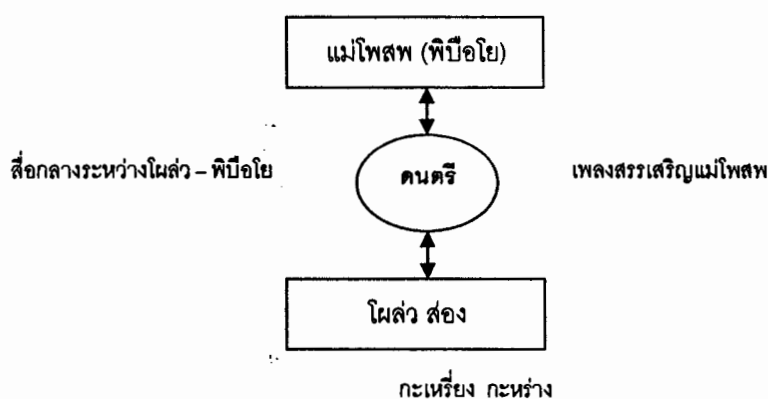 แม่โพสพ (พิบือโย)
สื่อกลางระหว่างโผล่ว – พิบือโย
ดนตรี
เพลงสรรเสริญแม่โพสพ
โผล่ว ส่อง
กะเหรี่ยง กะหร่าง